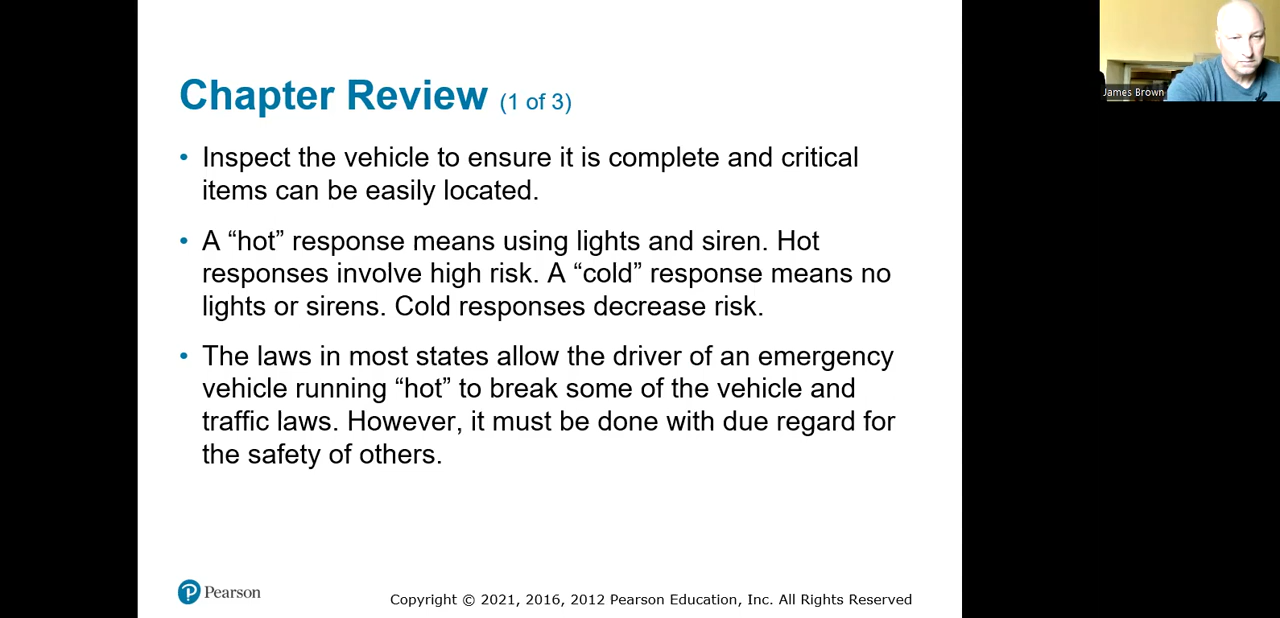 Chapter Review (1 of 3)
• Inspect the vehicle to ensure it is complete and critical
items can be easily located.
• A “hot” response means using lights and siren. Hot
responses involve high risk. A “cold” response means no
lights or sirens. Cold responses decrease risk.
• The laws in most states allow the driver of an emergency
vehicle running “hot” to break some of the vehicle and
traffic laws. However, it must be done with due regard for
the safety of others.
Pearson
Copyright © 2021, 2016, 2012 Pearson Education, Inc. All Rights Reserved
James Brown